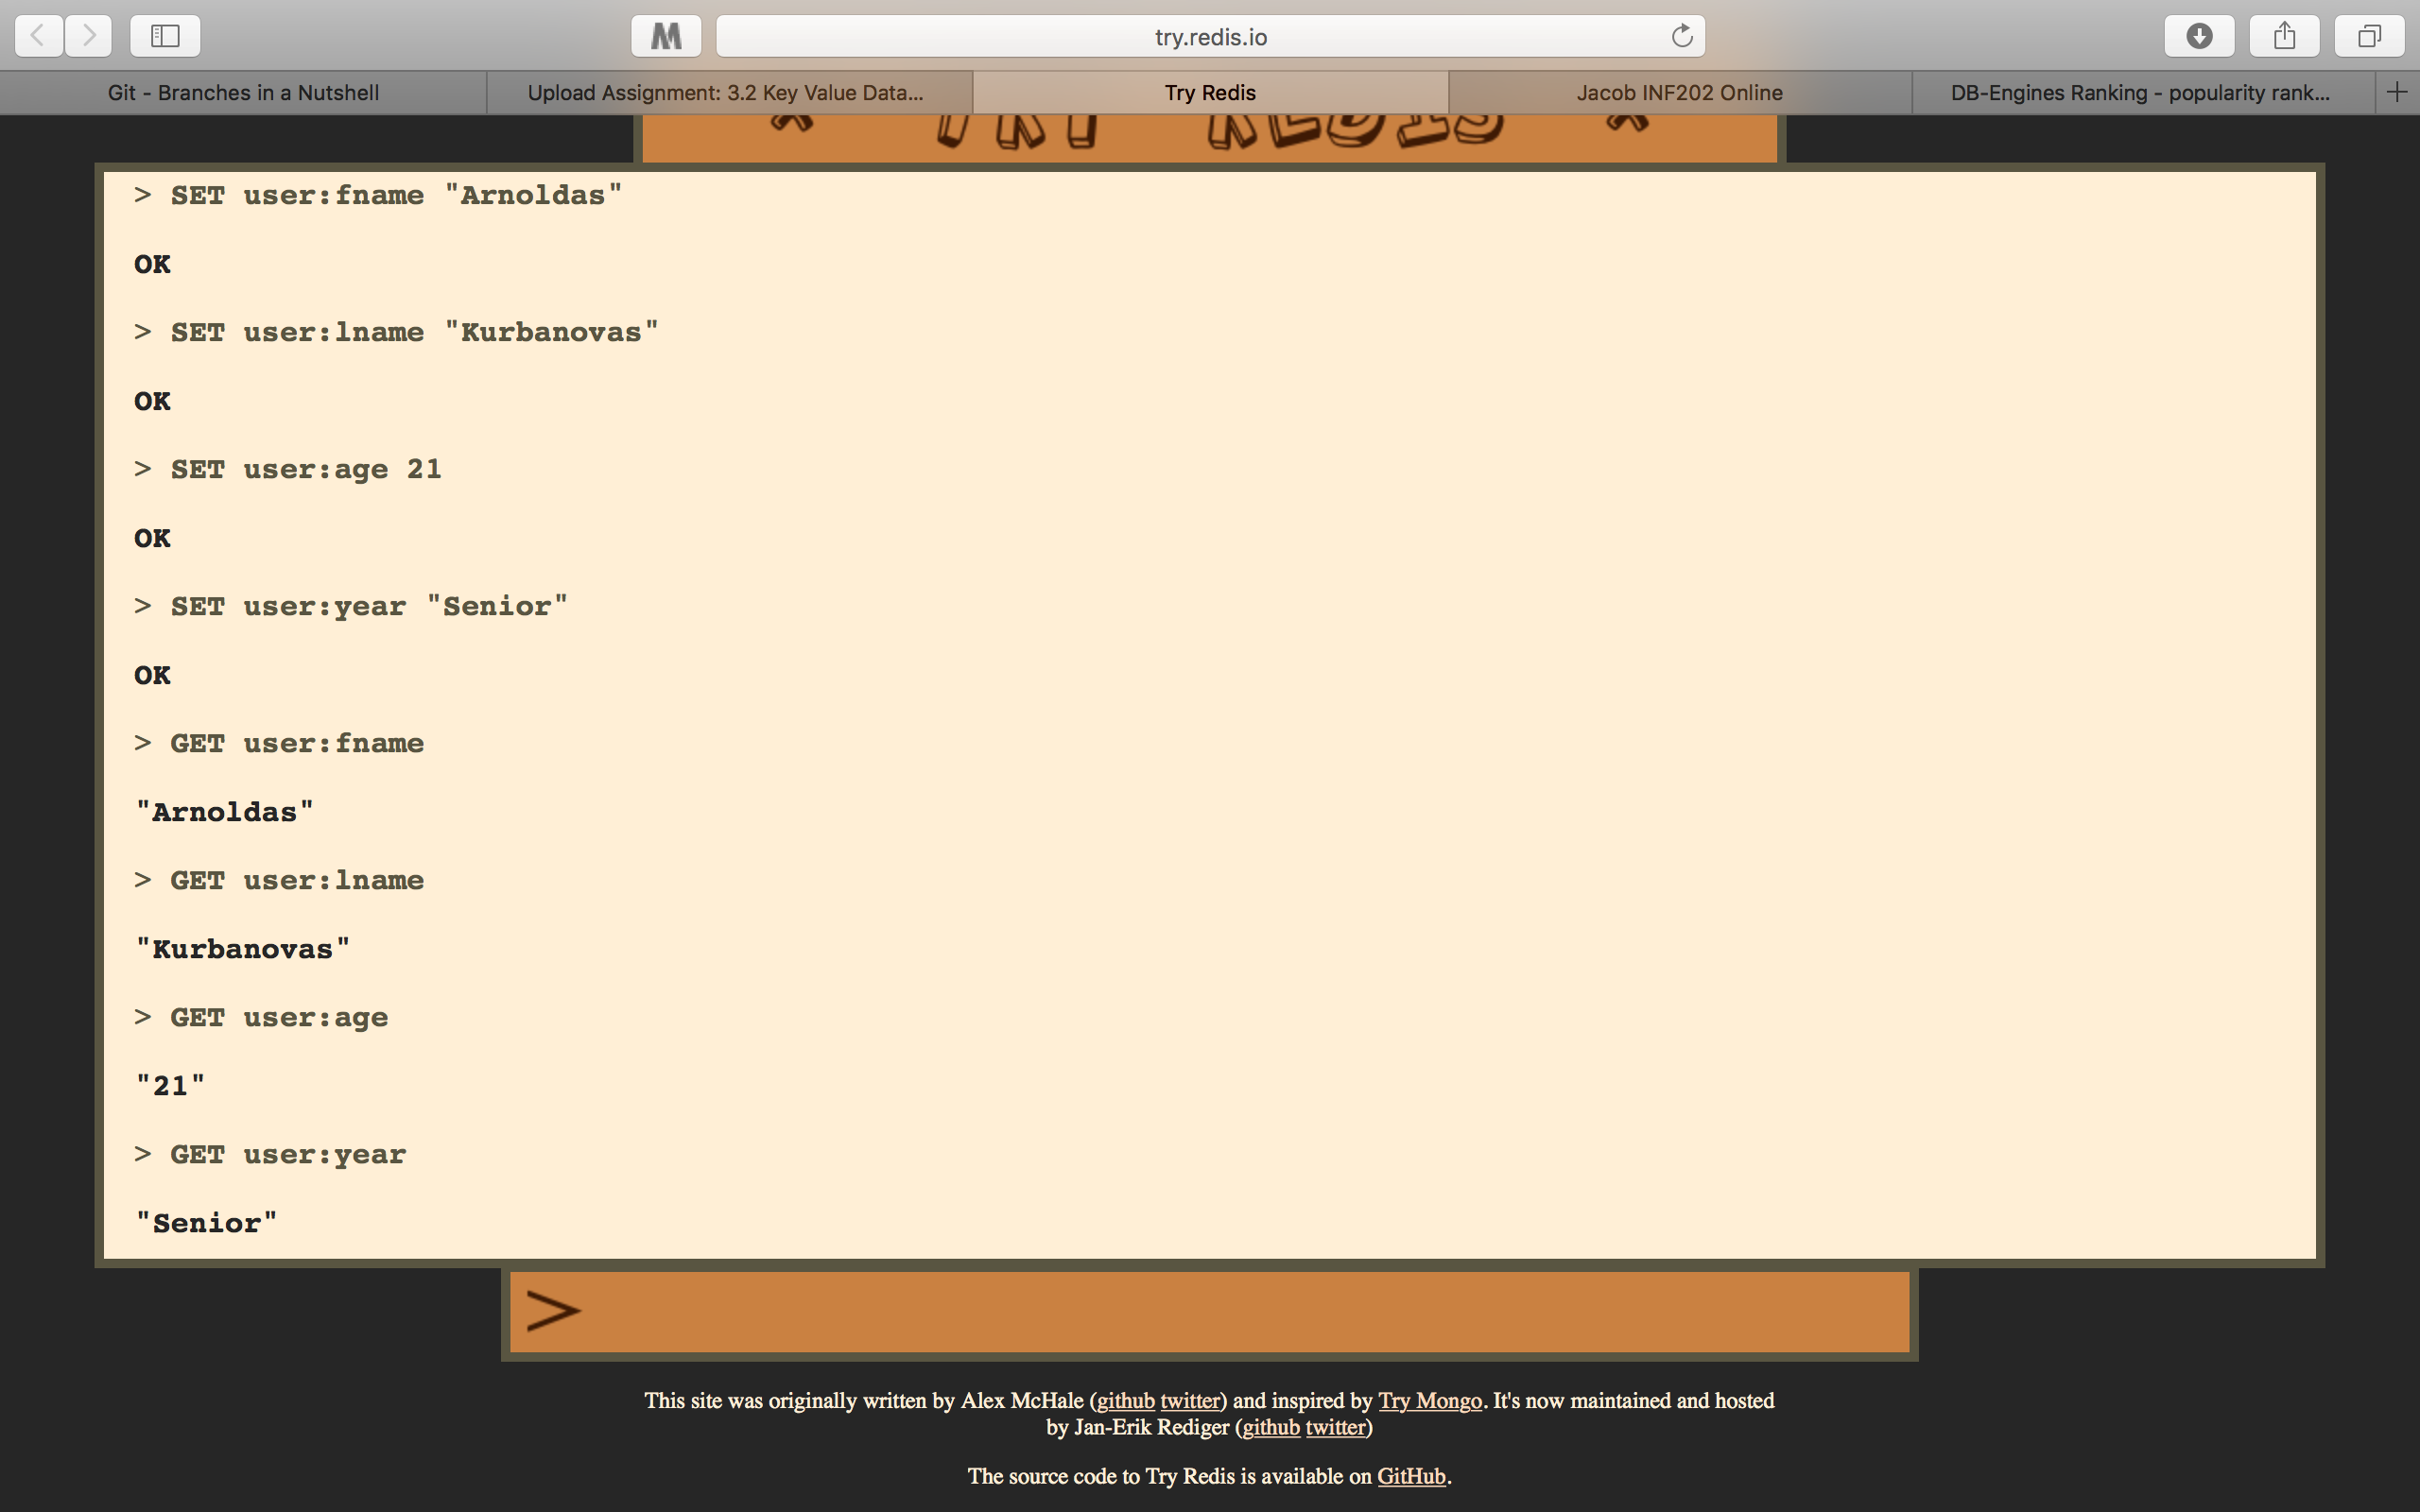 try.redis.io
Git - Branches in a Nutshell
Upload Assignment: 3.2 Key Value Data...
Try Redis
Jacob INF202 Online
DB-Engines Ranking - popularity rank...
TRY REDIS
> SET user:fname "Arnoldas"
OK
> SET user:lname "Kurbanovas"
OK
> SET user:age 21
OK
> SET user:year "Senior"
OK
> GET user:fname
"Arnoldas"
> GET user:lname
"Kurbanovas"
> GET user:age
"21"
> GET user:year
"Senior"
>
This site was originally written by Alex McHale (github twitter) and inspired by Try Mongo. It's now maintained and hosted
by Jan-Erik Rediger (github twitter)
The source code to Try Redis is available on GitHub.